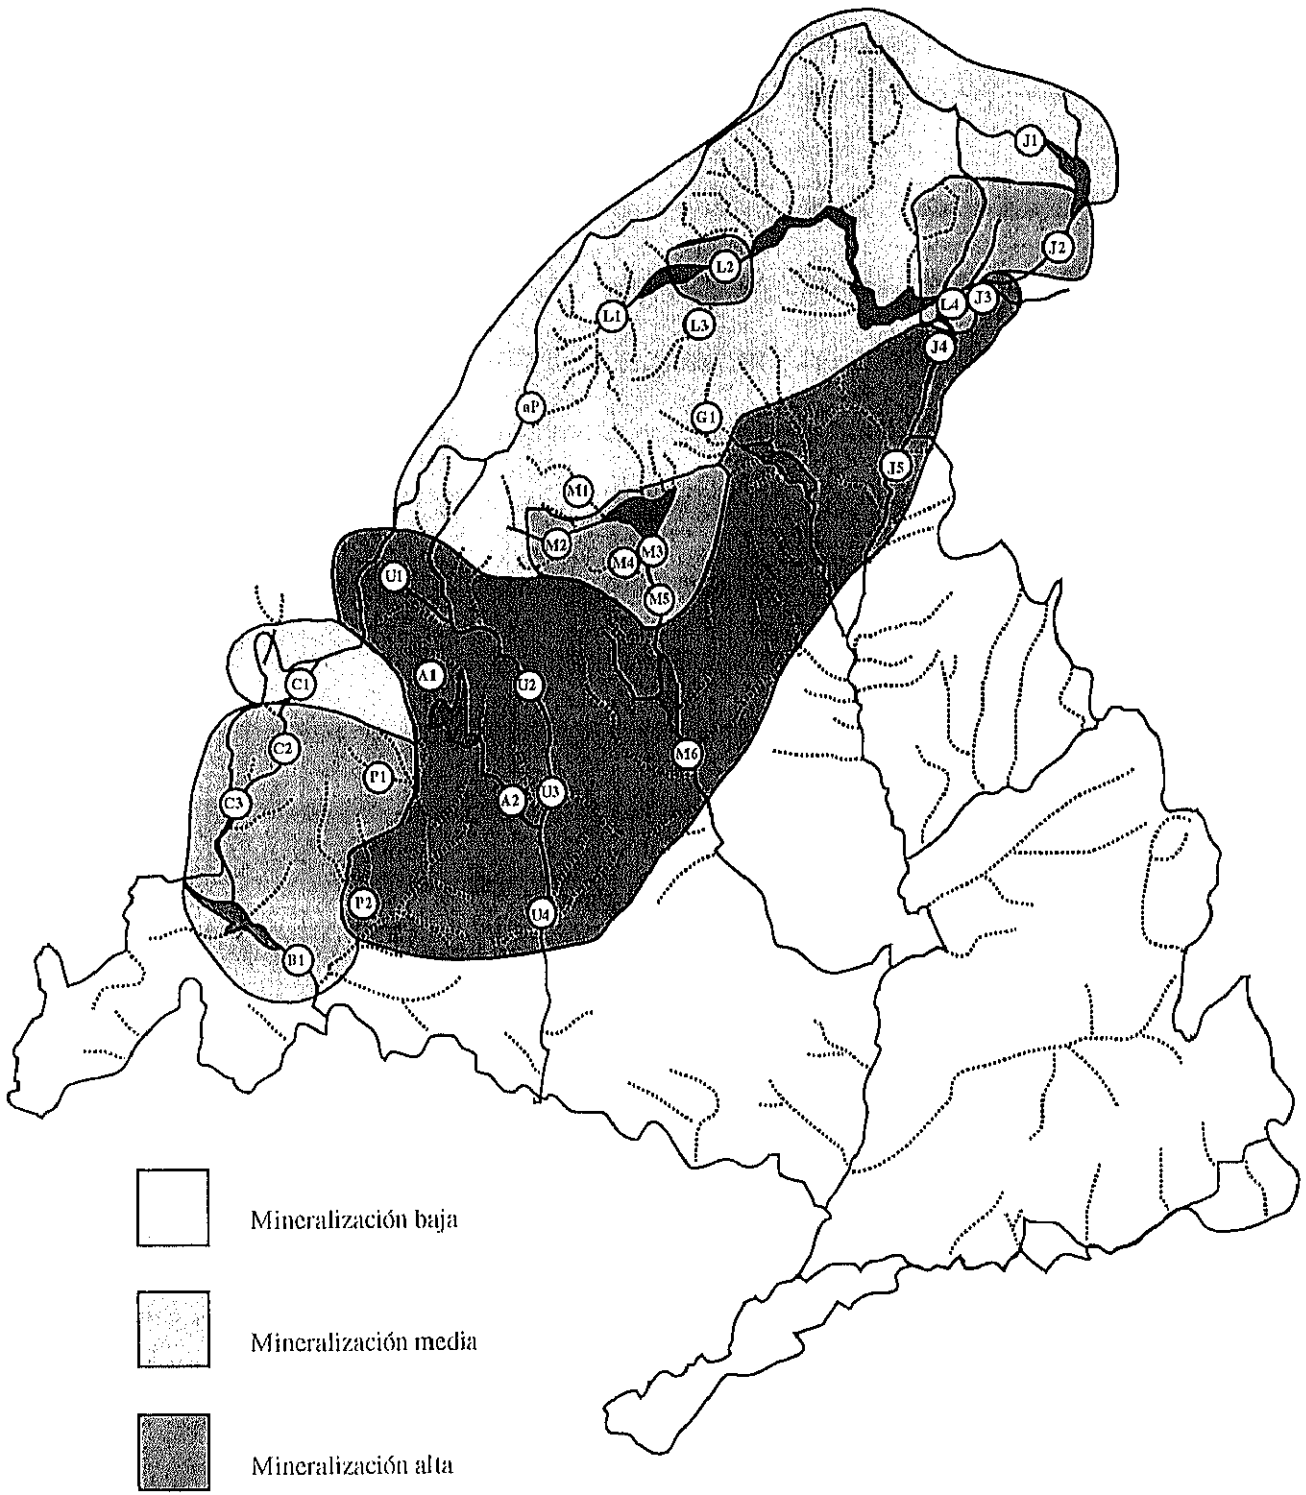 J1
J2
L2
L4
J3
L1
L3
J4
aP
G1
J5
M1
M2
M3
M4
U1
M5
A1
U2
C1
C2
M6
P1
C3
A2
U3
P2
U4
B1
Mineralización baja
Mineralización media
Mineralización alta